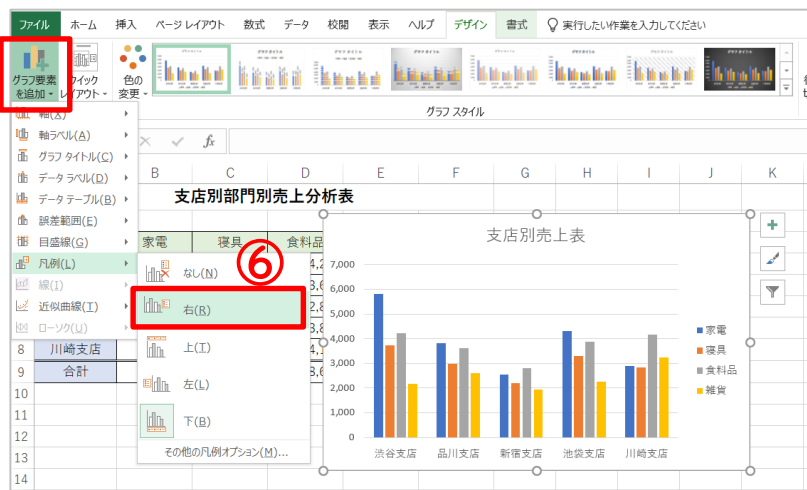 ファイル ホーム 挿入 ページ レイアウト 数式 データ 校閲 表示 ヘルプ デザイン 書式 実行したい作業を入力してください
グラフ要素を追加 クイックレイアウト 色の変更
グラフ スタイル
軸(X)
軸ラベル(A)
グラフ タイトル(C)
データ ラベル(D)
データ テーブル(B)
誤差範囲(E)
目盛線(G)
凡例(L)
線(I)
近似曲線(T)
ローソク(U)
fx
B C D E F G H I J K
支店別部門別売上分析表
家電 寝具 食料品
⑥
なし(N)
右(R)
上(T)
左(L)
下(B)
その他の凡例オプション(M)...
8 川崎支店
9 合計
10
11
12
13
14
支店別売上表
7,000
6,000
5,000
4,000
3,000
2,000
1,000
0
渋谷支店 品川支店 新宿支店 池袋支店 川崎支店
家電
寝具
食料品
雑貨